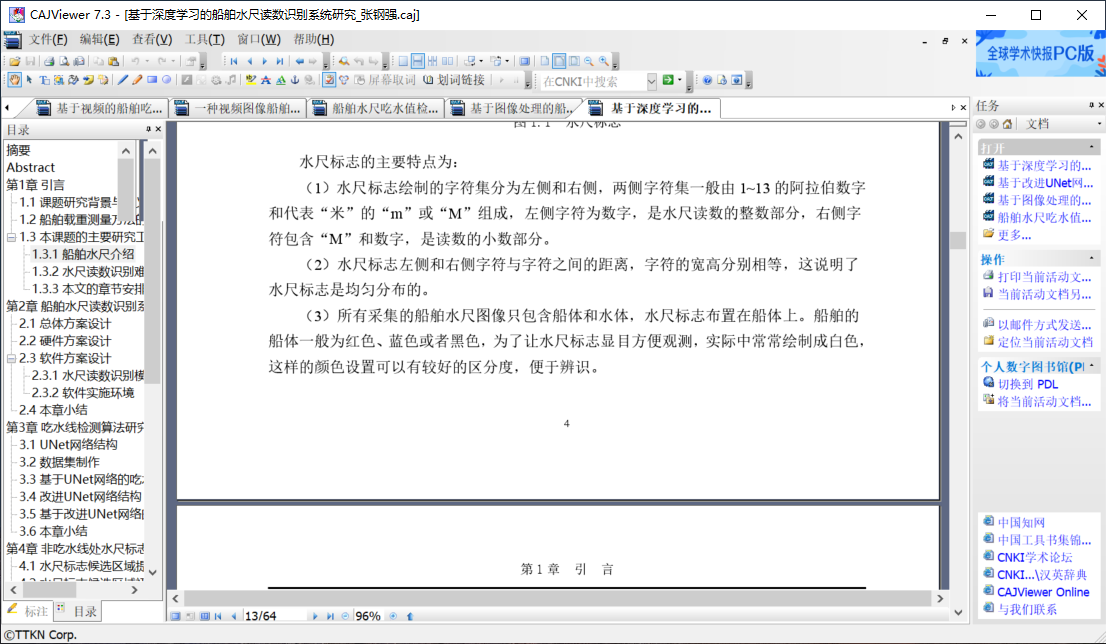 CAJViewer 7.3 - [基于深度学习的船舶水尺读数识别系统研究_张钢强.caj]
文件(F) 编辑(E) 查看(V) 工具(T) 窗口(W) 帮助(H)
全球学术快报PC版
屏幕取词 划词链接 在CNKI中搜索
基于视频的船舶吃... 一种视频图像船舶... 船舶水尺吃水值检... 基于图像处理的船... 基于深度学习的...
目录
摘要
Abstract
第1章 引言
1.1 课题研究背景与
1.2 船舶载重测量方法的
1.3 本课题的主要研究工
1.3.1 船舶水尺介绍
1.3.2 水尺读数识别难
1.3.3 本文的章节安排
第2章 船舶水尺读数识别系
2.1 总体方案设计
2.2 硬件方案设计
2.3 软件方案设计
2.3.1 水尺读数识别模
2.3.2 软件实施环境
2.4 本章小结
第3章 吃水线检测算法研究
3.1 UNet网络结构
3.2 数据集制作
3.3 基于UNet网络的吃水
3.4 改进UNet网络结构
3.5 基于改进UNet网络的
3.6 本章小结
第4章 非吃水线处水尺标志
4.1 水尺标志候选区域提
标注 目录
图1.1 水尺标志
水尺标志的主要特点为：
（1）水尺标志绘制的字符集分为左侧和右侧，两侧字符集一般由 1~13 的阿拉伯数字
和代表“米”的“m”或“M”组成，左侧字符为数字，是水尺读数的整数部分，右侧字
符包含“M”和数字，是读数的小数部分。
（2）水尺标志左侧和右侧字符与字符之间的距离，字符的宽高分别相等，这说明了
水尺标志是均匀分布的。
（3）所有采集的船舶水尺图像只包含船体和水体，水尺标志布置在船体上。船舶的
船体一般为红色、蓝色或者黑色，为了让水尺标志显目方便观测，实际中常常绘制成白色，
这样的颜色设置可以有较好的区分度，便于辨识。
4
第 1 章 引 言
13/64 96%
任务
文档
打开
基于深度学习的...
基于改进UNet网...
基于图像处理的...
船舶水尺吃水值...
更多...
操作
打印当前活动文...
当前活动文档另...
以邮件方式发送...
定位当前活动文档
个人数字图书馆(P
切换到 PDL
将当前活动文档...
中国知网
中国工具书集锦...
CNKI学术论坛
CNKI...\汉英辞典
CAJViewer Online
与我们联系
©TTKN Corp.